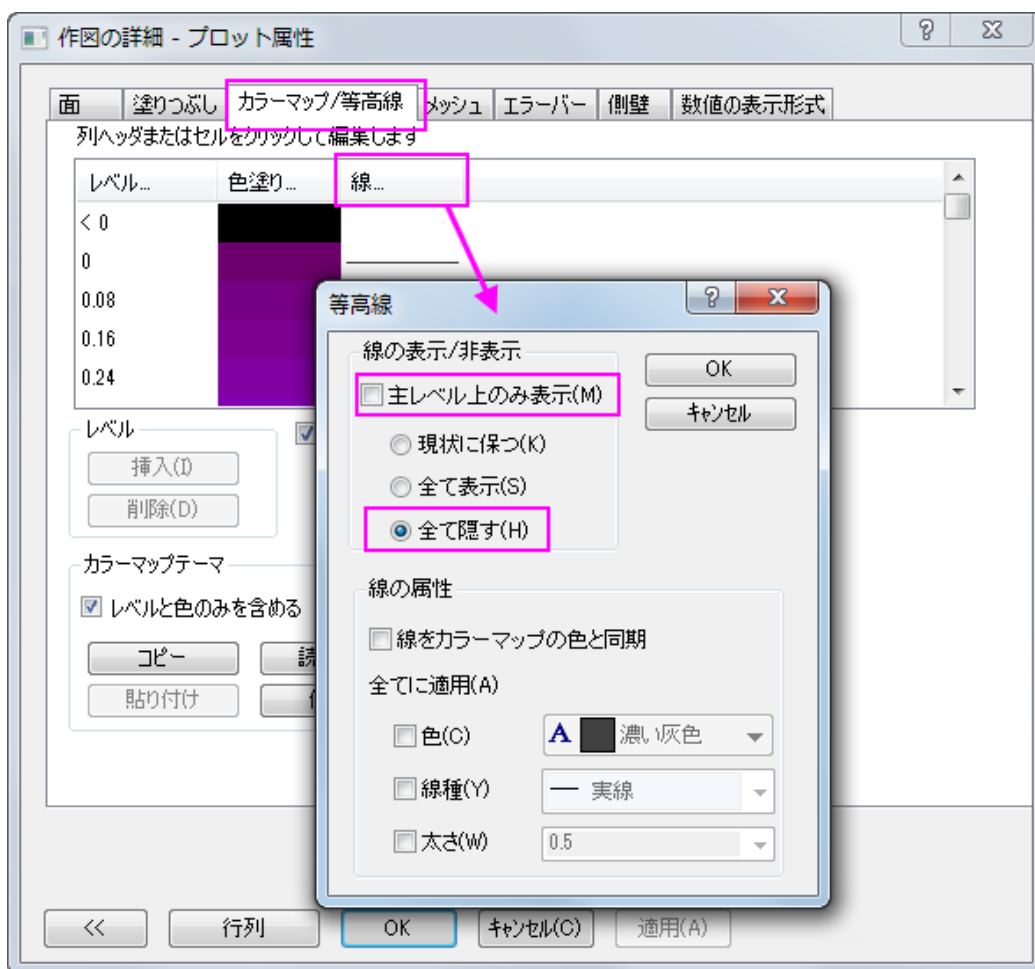 作図の詳細 - プロット属性
面 塗りつぶし カラーマップ/等高線 メッシュ エラーバー 側壁 数値の表示形式
列ヘッダまたはセルをクリックして編集します
レベル... 色塗り... 線...
< 0
0
0.08
0.16
0.24
レベル
挿入(I)
削除(D)
カラーマップテーマ
レベルと色のみを含める
コピー
貼り付け
等高線
線の表示/非表示
主レベル上のみ表示(M)
現状に保つ(K)
全て表示(S)
全て隠す(H)
OK
キャンセル
線の属性
線をカラーマップの色と同期
全てに適用(A)
色(C) A 濃い灰色
線種(Y) 実線
太さ(W) 0.5
<< 行列 OK キャンセル(C) 適用(A)